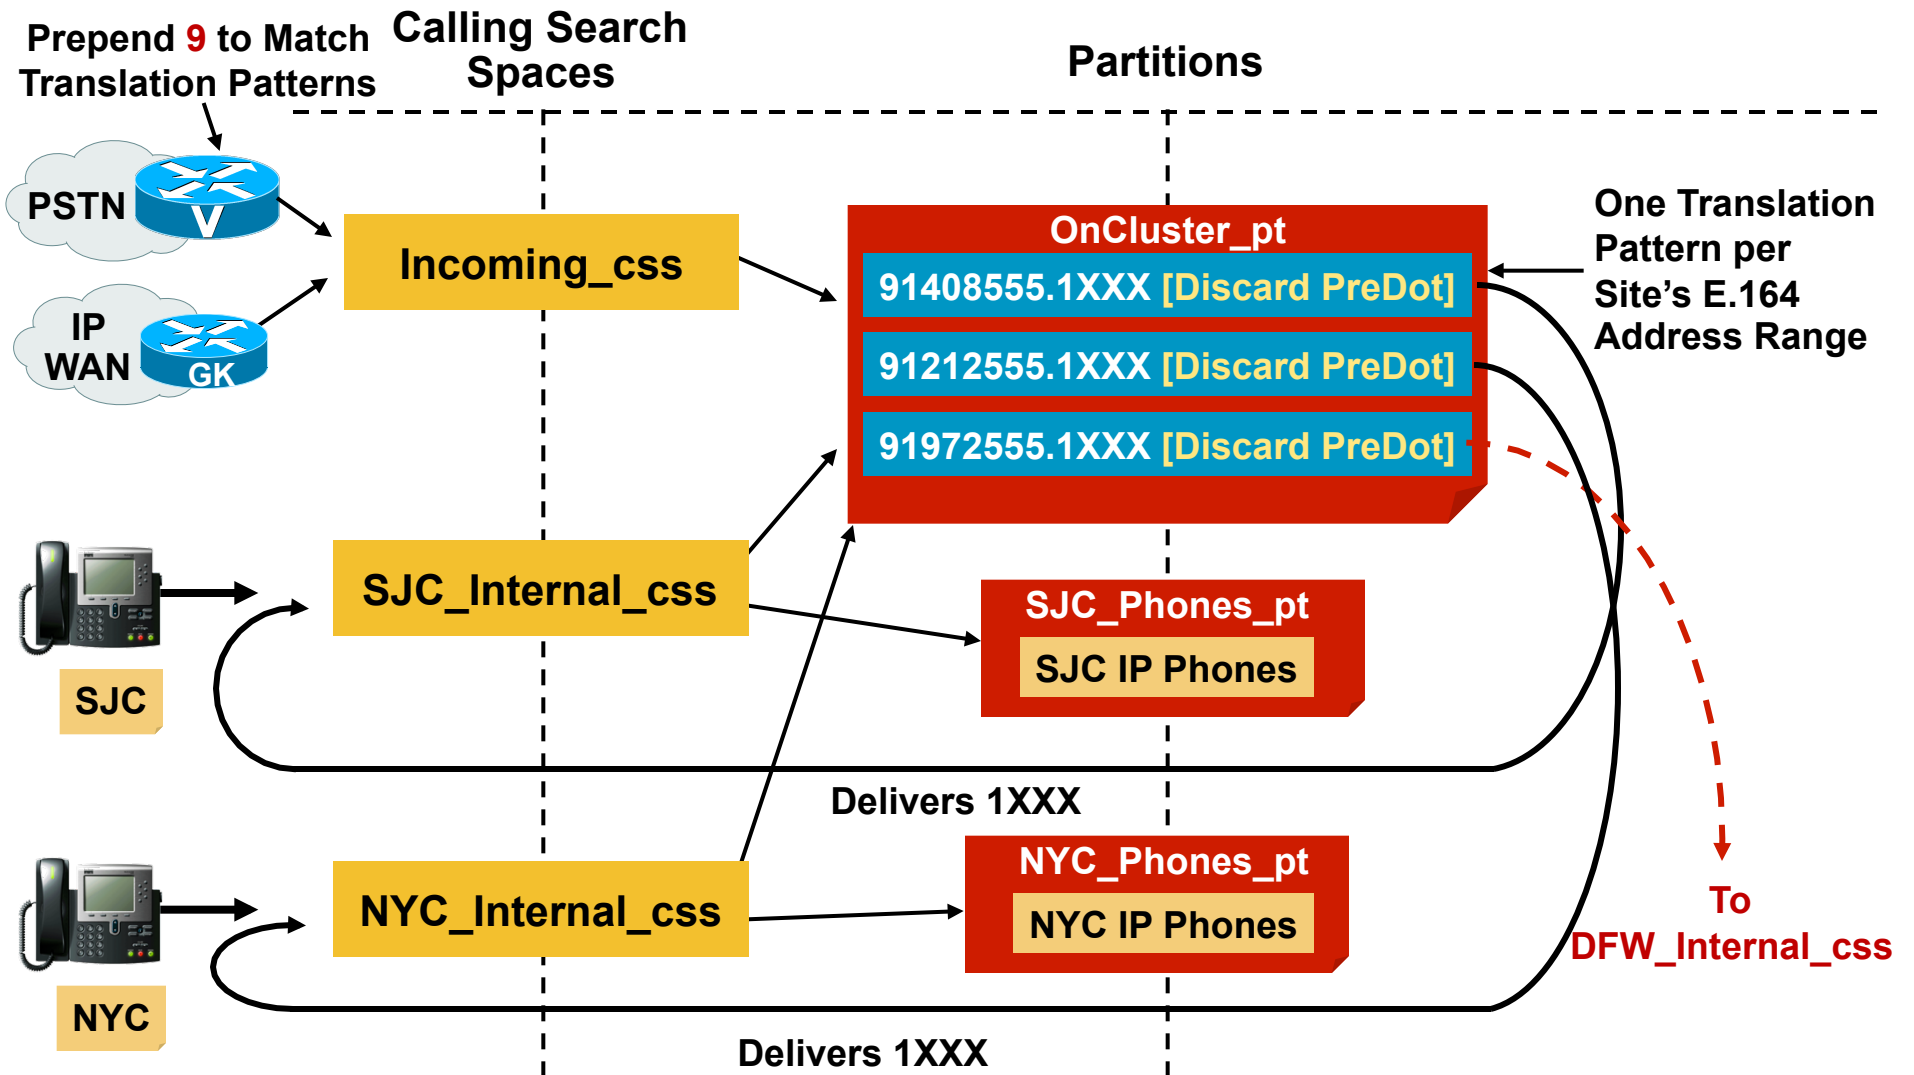 Prepend 9 to Match
Translation Patterns
Calling Search
Spaces
Partitions
PSTN
V
IP
WAN
GK
Incoming_css
OnCluster_pt
91408555.1XXX [Discard PreDot]
91212555.1XXX [Discard PreDot]
91972555.1XXX [Discard PreDot]
One Translation
Pattern per
Site’s E.164
Address Range
SJC
SJC_Internal_css
SJC_Phones_pt
SJC IP Phones
Delivers 1XXX
NYC
NYC_Internal_css
NYC_Phones_pt
NYC IP Phones
To
DFW_Internal_css
Delivers 1XXX